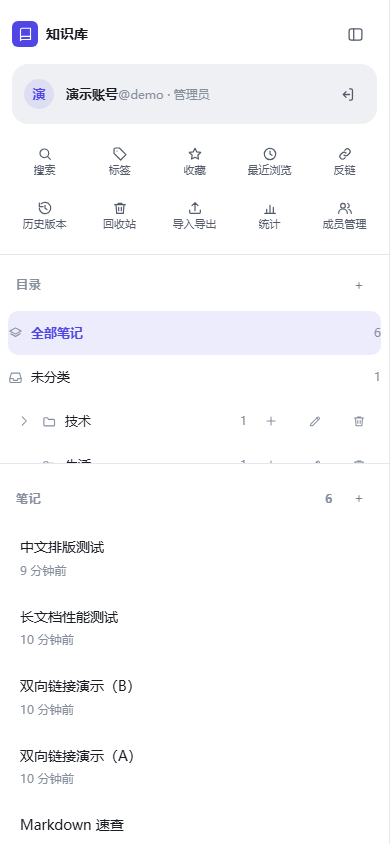 知识库
演 演示账号@demo · 管理员
搜索 标签 收藏 最近浏览 反链
历史版本 回收站 导入导出 统计 成员管理
目录 +
全部笔记 6
未分类 1
技术 1
笔记 6 +
中文排版测试
9 分钟前
长文档性能测试
10 分钟前
双向链接演示（B）
10 分钟前
双向链接演示（A）
10 分钟前
Markdown 速查